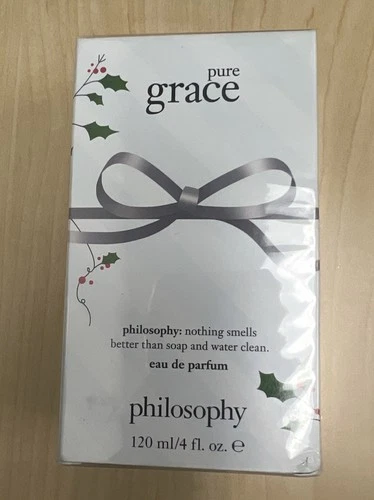 pure
grace
philosophy: nothing smells
better than soap and water clean.
eau de parfum
philosophy
120 ml/4 fl. oz. ℮